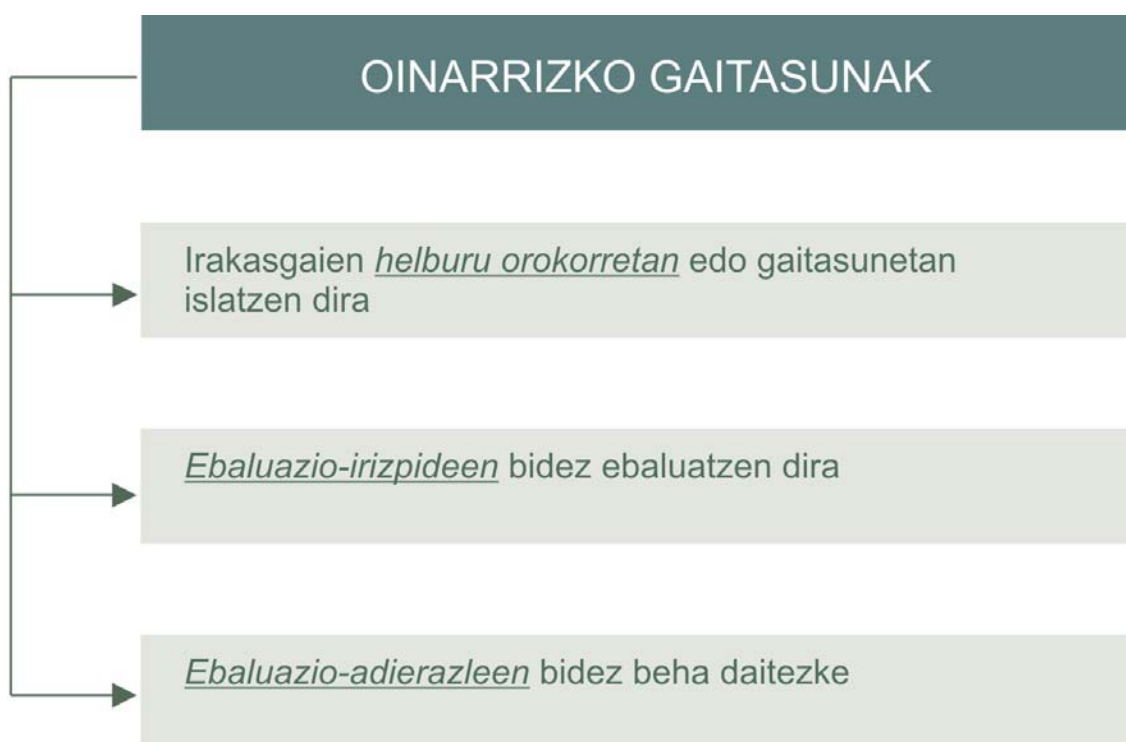 OINARRIZKO GAITASUNAK
Irakasgaien helburu orokorretan edo gaitasunetan
islatzen dira
Ebaluazio-irizpideen bidez ebaluatzen dira
Ebaluazio-adierazleen bidez beha daitezke